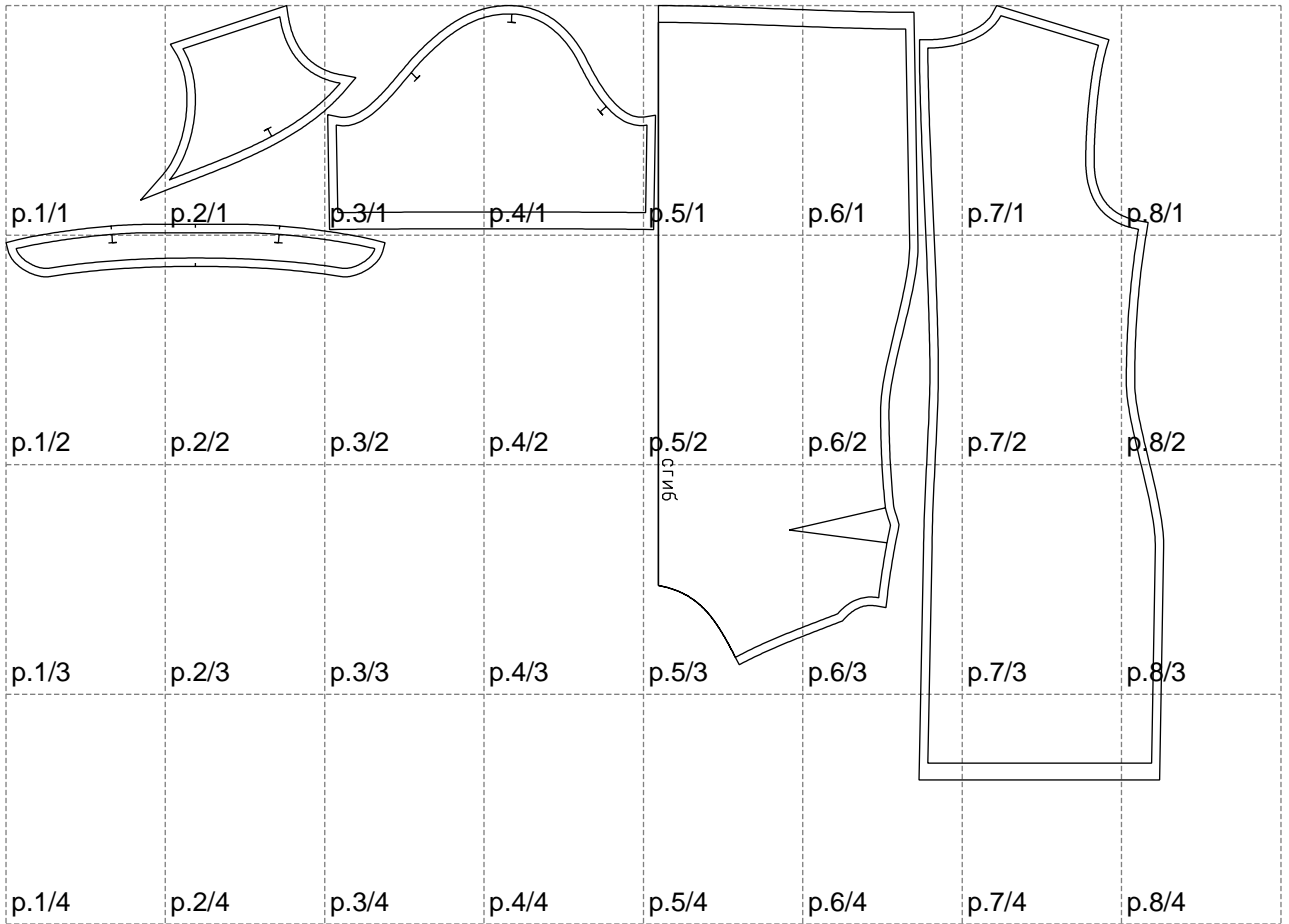 p.1/1 p.2/1 p.3/1 p.4/1 p.5/1 p.6/1 p.7/1 p.8/1
p.1/2 p.2/2 p.3/2 p.4/2 p.5/2 p.6/2 p.7/2 p.8/2
сгиб
p.1/3 p.2/3 p.3/3 p.4/3 p.5/3 p.6/3 p.7/3 p.8/3
p.1/4 p.2/4 p.3/4 p.4/4 p.5/4 p.6/4 p.7/4 p.8/4